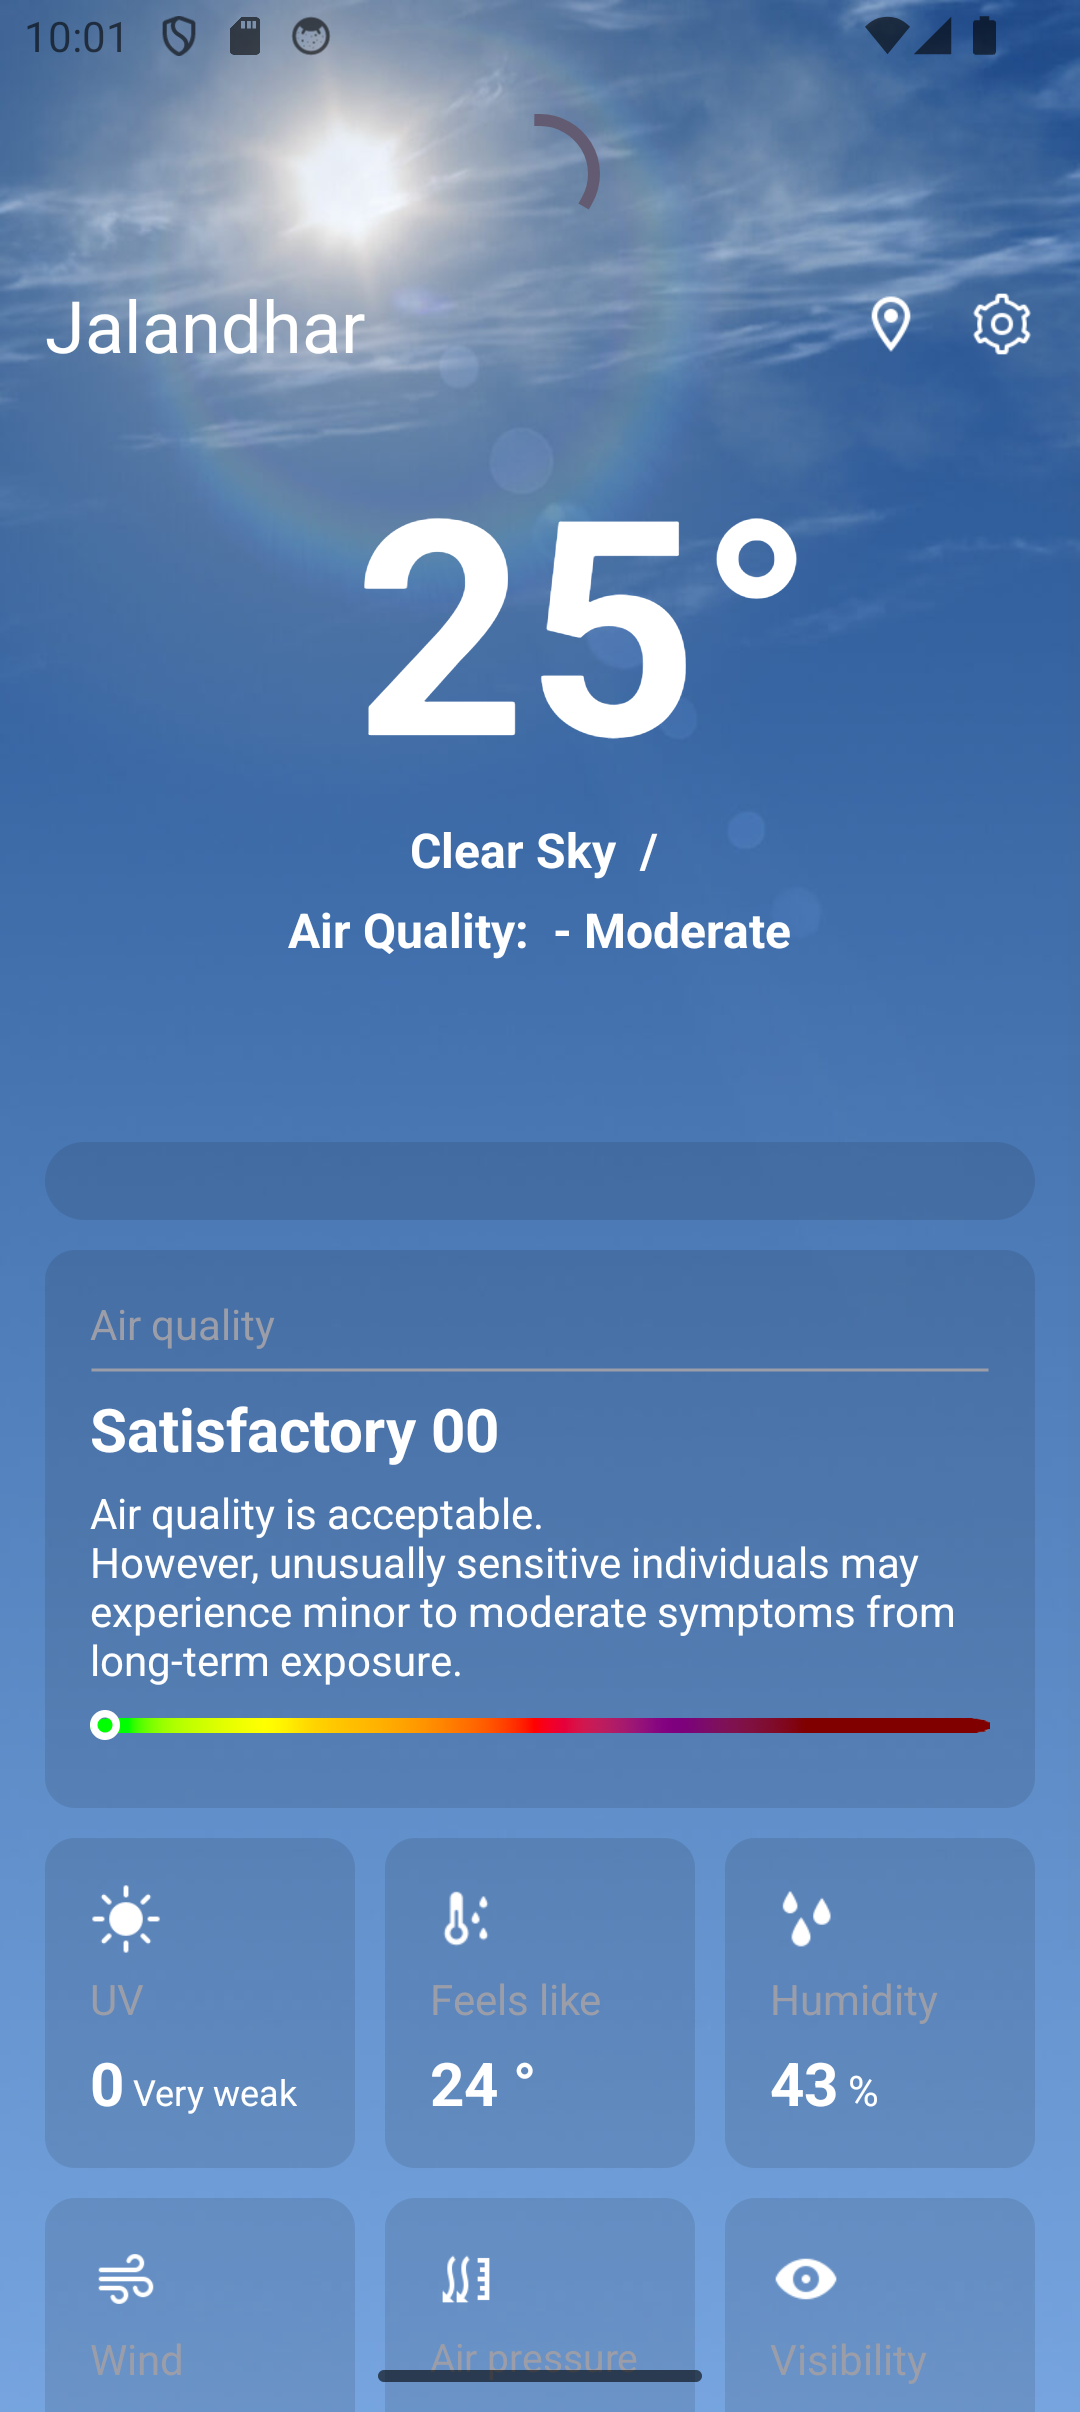 10:01
Jalandhar
25°
Clear Sky /
Air Quality: - Moderate
Air quality
Satisfactory 00
Air quality is acceptable.
However, unusually sensitive individuals may
experience minor to moderate symptoms from
long-term exposure.
UV
0 Very weak
Feels like
24 °
Humidity
43 %
Wind
Air pressure
Visibility